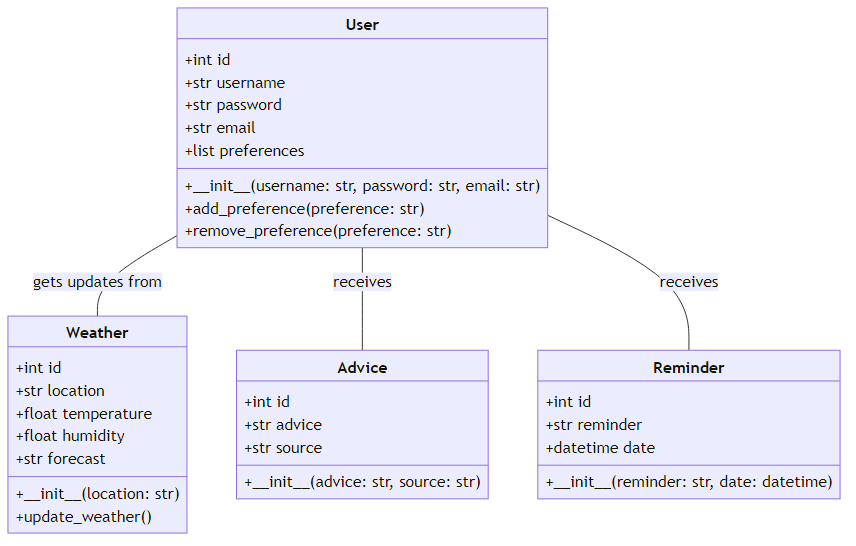 User
+int id
+str username
+str password
+str email
+list preferences
+__init__(username: str, password: str, email: str)
+add_preference(preference: str)
+remove_preference(preference: str)
gets updates from
receives
receives
Weather
+int id
+str location
+float temperature
+float humidity
+str forecast
+__init__(location: str)
+update_weather()
Advice
+int id
+str advice
+str source
+__init__(advice: str, source: str)
Reminder
+int id
+str reminder
+datetime date
+__init__(reminder: str, date: datetime)